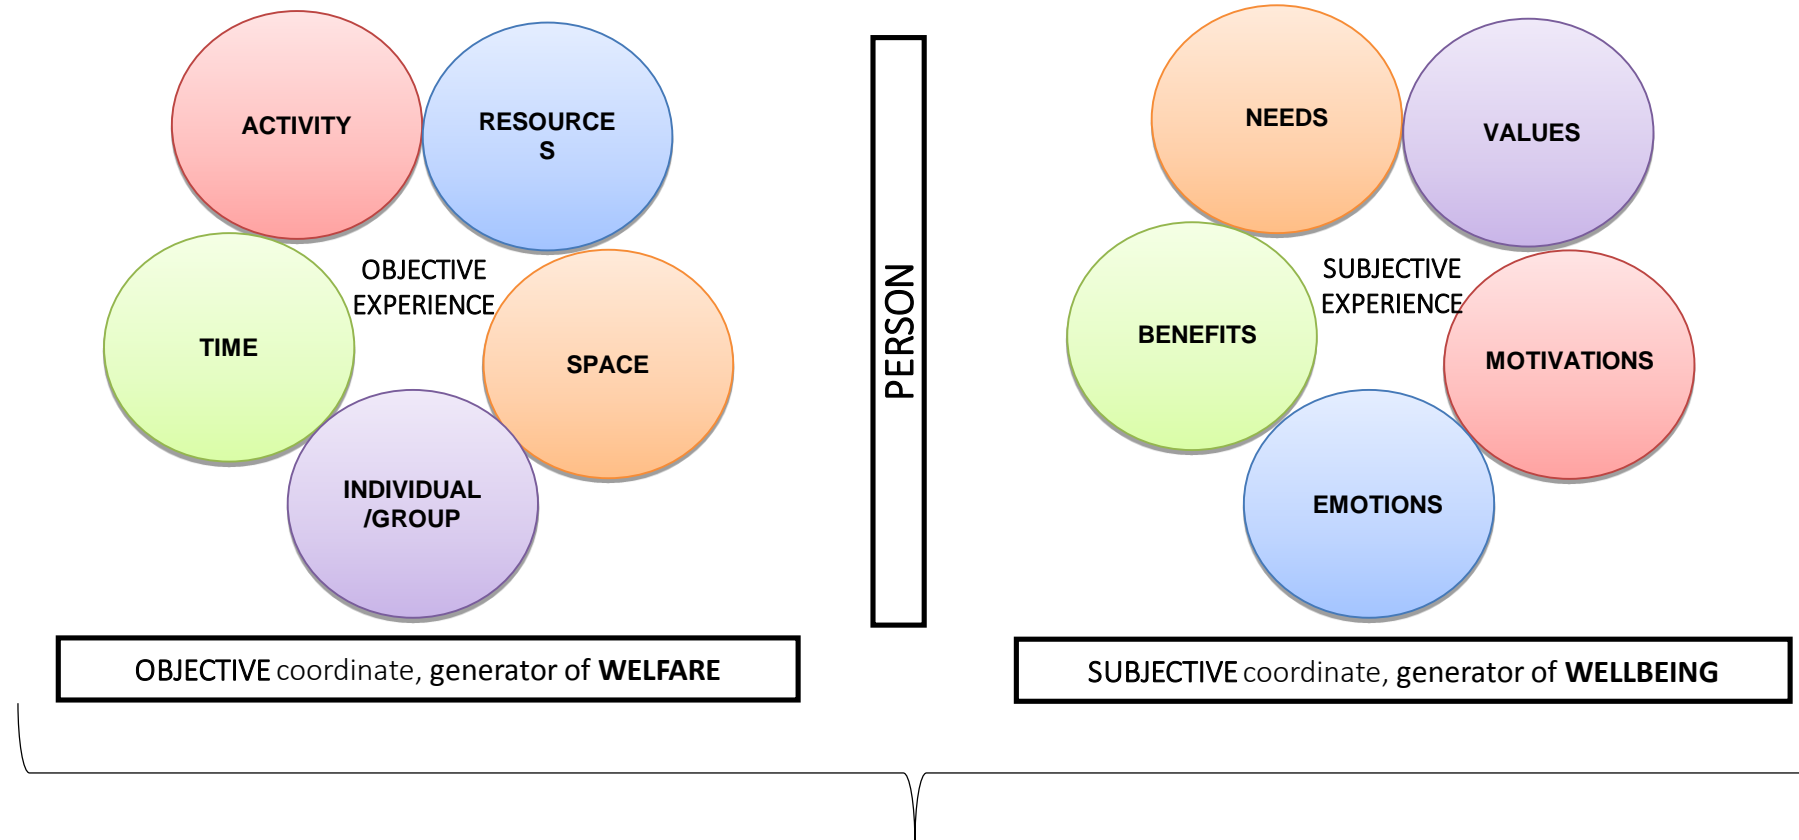 ACTIVITY
RESOURCE
S
OBJECTIVE
EXPERIENCE
TIME
SPACE
INDIVIDUAL
/GROUP
OBJECTIVE coordinate, generator of WELFARE
PERSON
NEEDS
VALUES
SUBJECTIVE
EXPERIENCE
BENEFITS
MOTIVATIONS
EMOTIONS
SUBJECTIVE coordinate, generator of WELLBEING